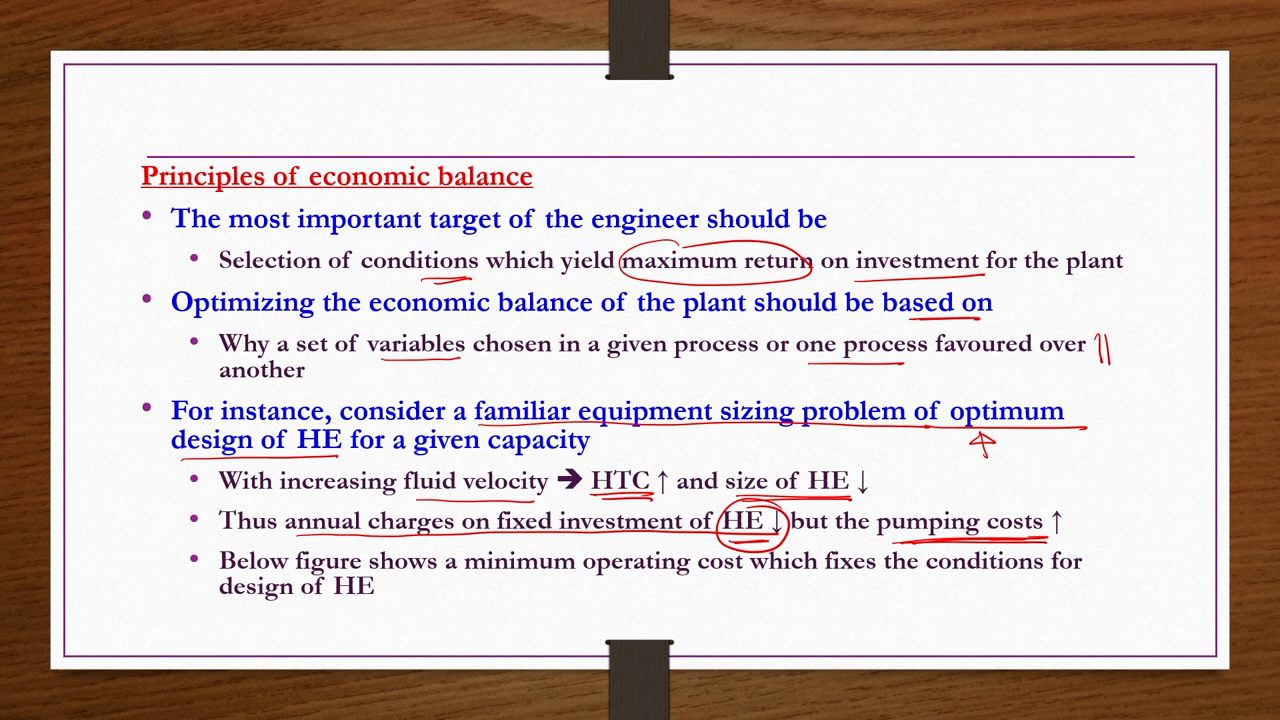 Principles of economic balance
• The most important target of the engineer should be
• Selection of conditions which yield maximum return on investment for the plant
• Optimizing the economic balance of the plant should be based on
• Why a set of variables chosen in a given process or one process favoured over
another
• For instance, consider a familiar equipment sizing problem of optimum
design of HE for a given capacity
• With increasing fluid velocity → HTC ↑ and size of HE ↓
• Thus annual charges on fixed investment of HE ↓ but the pumping costs ↑
• Below figure shows a minimum operating cost which fixes the conditions for
design of HE